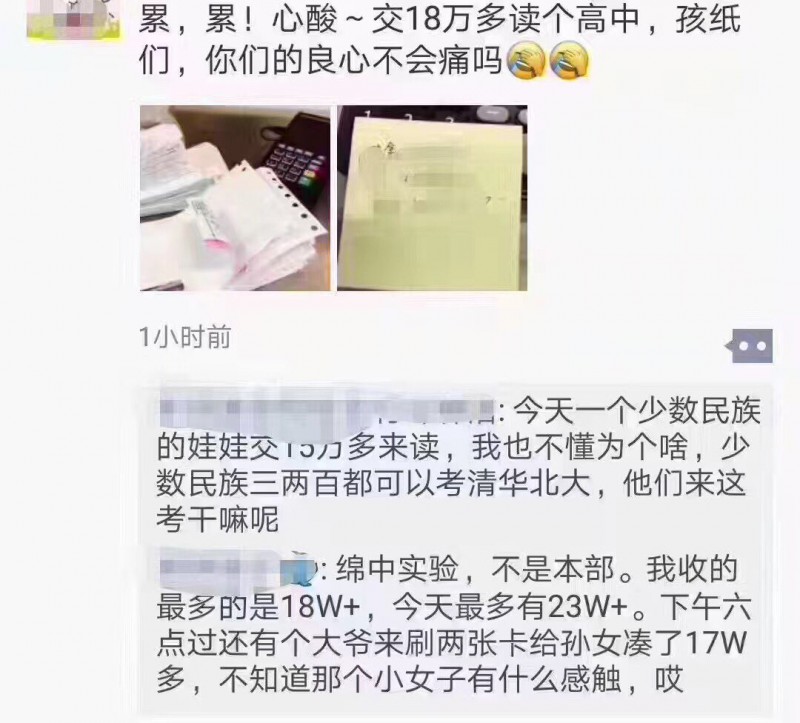 累，累！心酸～交18万多读个高中，孩纸
们，你们的良心不会痛吗
1小时前
: 今天一个少数民族
的娃娃交15万多来读，我也不懂为个啥，少
数民族三两百都可以考清华北大，他们来这
考干嘛呢
: 绵中实验，不是本部。我收的
最多的是18W+，今天最多有23W+。下午六
点过还有个大爷来刷两张卡给孙女凑了17W
多，不知道那个小女子有什么感触，哎